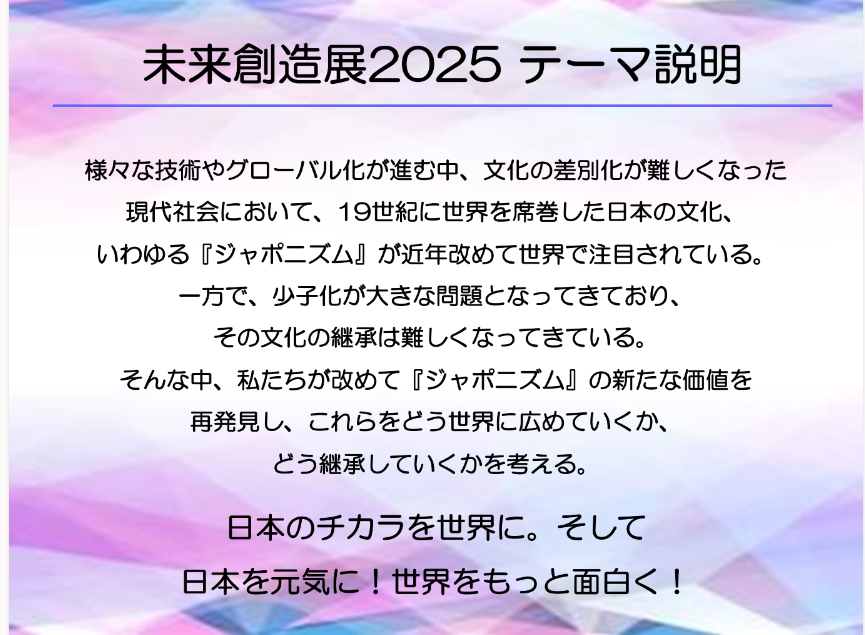 未来創造展2025 テーマ説明
様々な技術やグローバル化が進む中、文化の差別化が難しくなった
現代社会において、19世紀に世界を席巻した日本の文化、
いわゆる『ジャポニズム』が近年改めて世界で注目されている。
一方で、少子化が大きな問題となってきており、
その文化の継承は難しくなってきている。
そんな中、私たちが改めて『ジャポニズム』の新たな価値を
再発見し、これらをどう世界に広めていくか、
どう継承していくかを考える。
日本のチカラを世界に。そして
日本を元気に！世界をもっと面白く！